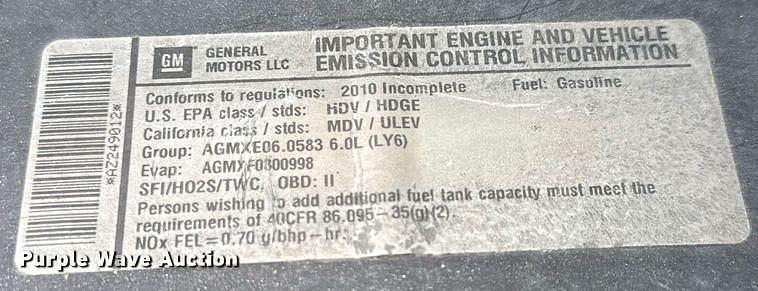 GM
GENERAL MOTORS LLC
IMPORTANT ENGINE AND VEHICLE
EMISSION CONTROL INFORMATION
Conforms to regulations: 2010 Incomplete Fuel: Gasoline
U.S. EPA class / stds: HDV / HDGE
California class / stds: MDV / ULEV
Group: AGMXE06.0583 6.0L (LY6)
Evap: AGMXF0300998
SFI/HO2S/TWC, OBD: II
Persons wishing to add additional fuel tank capacity must meet the
requirements of 40CFR 86.095-35(g)(2).
NOx FEL=0.70 g/bhp-hr.
*AZ249012*
Purple Wave Auction